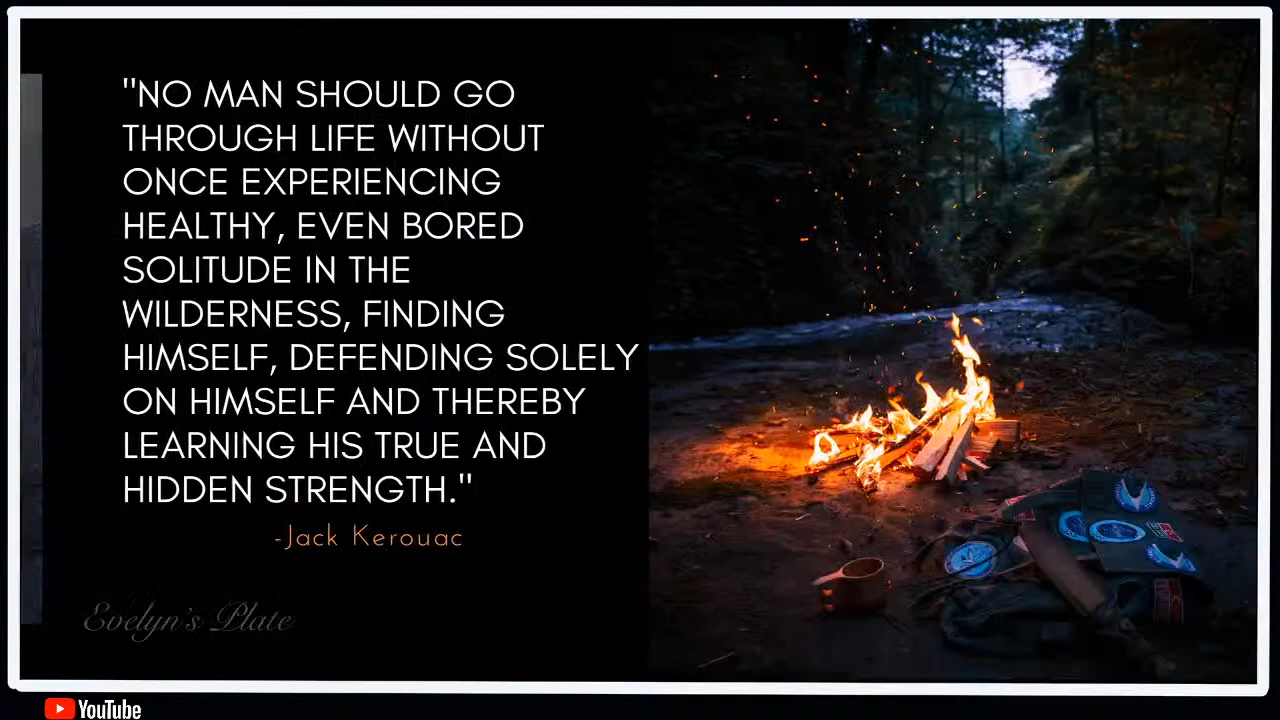 "NO MAN SHOULD GO
THROUGH LIFE WITHOUT
ONCE EXPERIENCING
HEALTHY, EVEN BORED
SOLITUDE IN THE
WILDERNESS, FINDING
HIMSELF, DEFENDING SOLELY
ON HIMSELF AND THEREBY
LEARNING HIS TRUE AND
HIDDEN STRENGTH."
-Jack Kerouac
Evelyn's Plate
YouTube